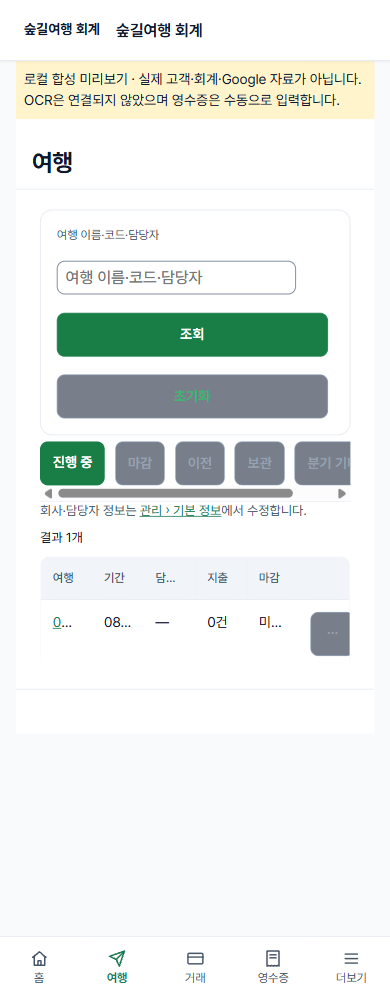 숲길여행 회계 숲길여행 회계
로컬 합성 미리보기 · 실제 고객·회계·Google 자료가 아닙니다.
OCR은 연결되지 않았으며 영수증은 수동으로 입력합니다.
여행
여행 이름·코드·담당자
여행 이름·코드·담당자
조회
초기화
진행 중 마감 이전 보관 분기
회사·담당자 정보는 관리 › 기본 정보에서 수정합니다.
결과 1개
여행 기간 담... 지출 마감
0... 08... — 0건 미... ...
홈 여행 거래 영수증 더보기